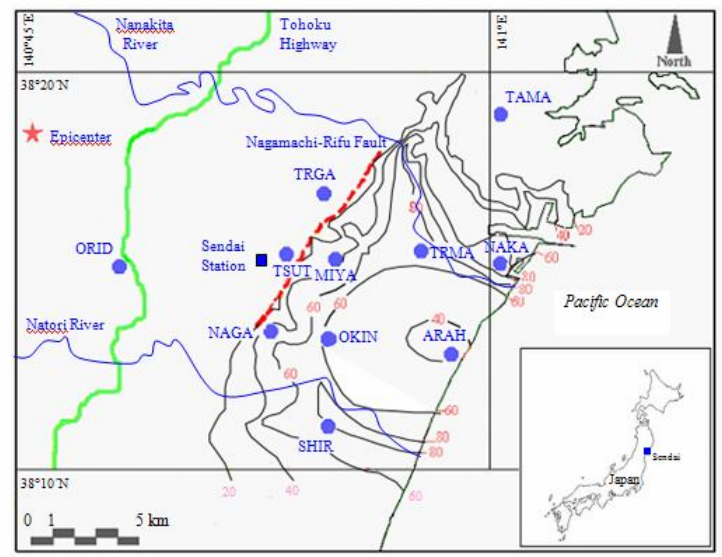 140°45´E
Nanakita
River
Tohoku
Highway
141°E
North
38°20´N
TAMA
Epicenter
Nagamachi-Rifu Fault
TRGA
80
40 20
60
ORID
Sendai
Station
TSUT MIYA
TRMA
NAKA
80
80
60
60 60
Pacific Ocean
Natori River
NAGA
OKIN
40
ARAH
60
60
80
80
SHIR
Sendai
Japan
38°10´N
20 40 60
0 1 5 km